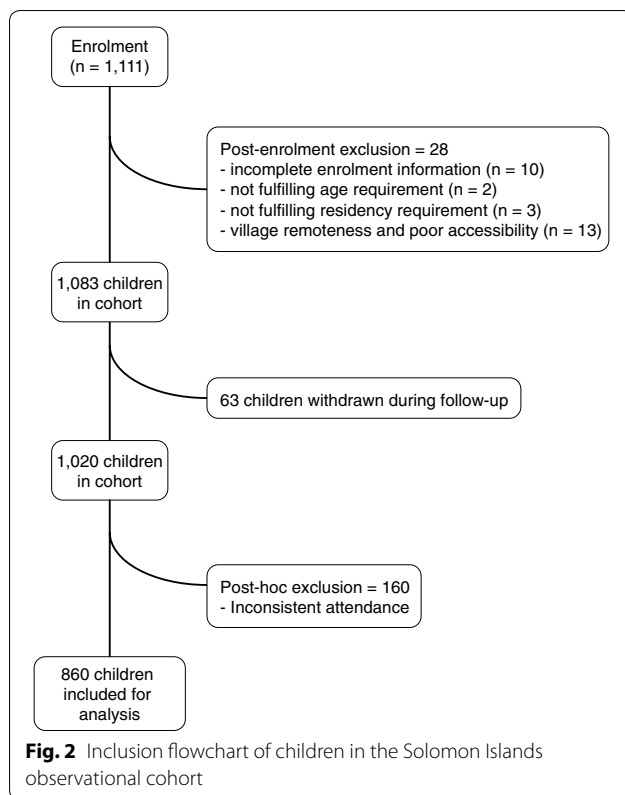 Enrolment
(n = 1,111)
Post-enrolment exclusion = 28
- incomplete enrolment information (n = 10)
- not fulfilling age requirement (n = 2)
- not fulfilling residency requirement (n = 3)
- village remoteness and poor accessibility (n = 13)
1,083 children
in cohort
63 children withdrawn during follow-up
1,020 children
in cohort
Post-hoc exclusion = 160
- Inconsistent attendance
860 children
included for
analysis
Fig. 2 Inclusion flowchart of children in the Solomon Islands
observational cohort